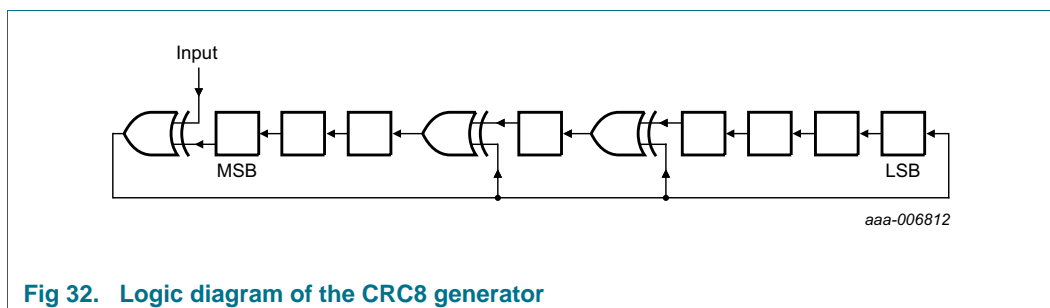 Input
MSB
LSB
aaa-006812
Fig 32. Logic diagram of the CRC8 generator